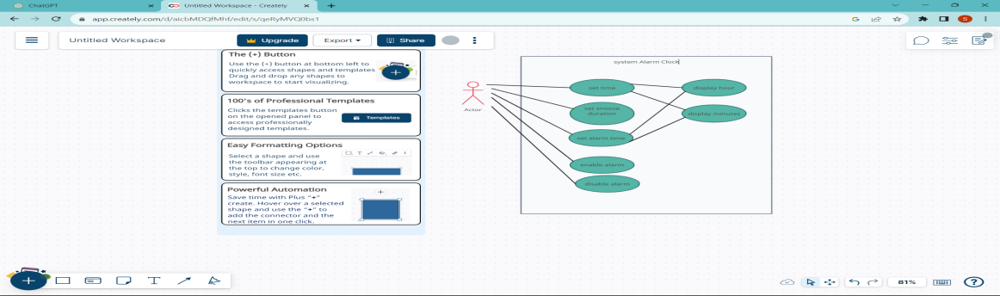 ChatGPT
Untitled Workspace - Creately
app.creately.com/d/aicbMDQfMhf/edit/s/qeRyMVQ0bs1
Untitled Workspace
Upgrade
Export
Share
The (+) Button
Use the (+) button at bottom left to
quickly access shapes and templates
Drag and drop any shapes to
workspace to start visualizing.
100's of Professional Templates
Clicks the templates button
on the opened panel to
access professionally
designed templates.
Templates
Easy Formatting Options
Select a shape and use
the toolbar appearing at
the top to change color,
style, font size etc.
Powerful Automation
Save time with Plus "+"
create. Hover over a selected
shape and use the "+" to
add the connector and the
next item in one click.
system Alarm Clock
Actor
set time
display hour
set snooze
duration
display minutes
set alarm time
enable alarm
disable alarm
81%